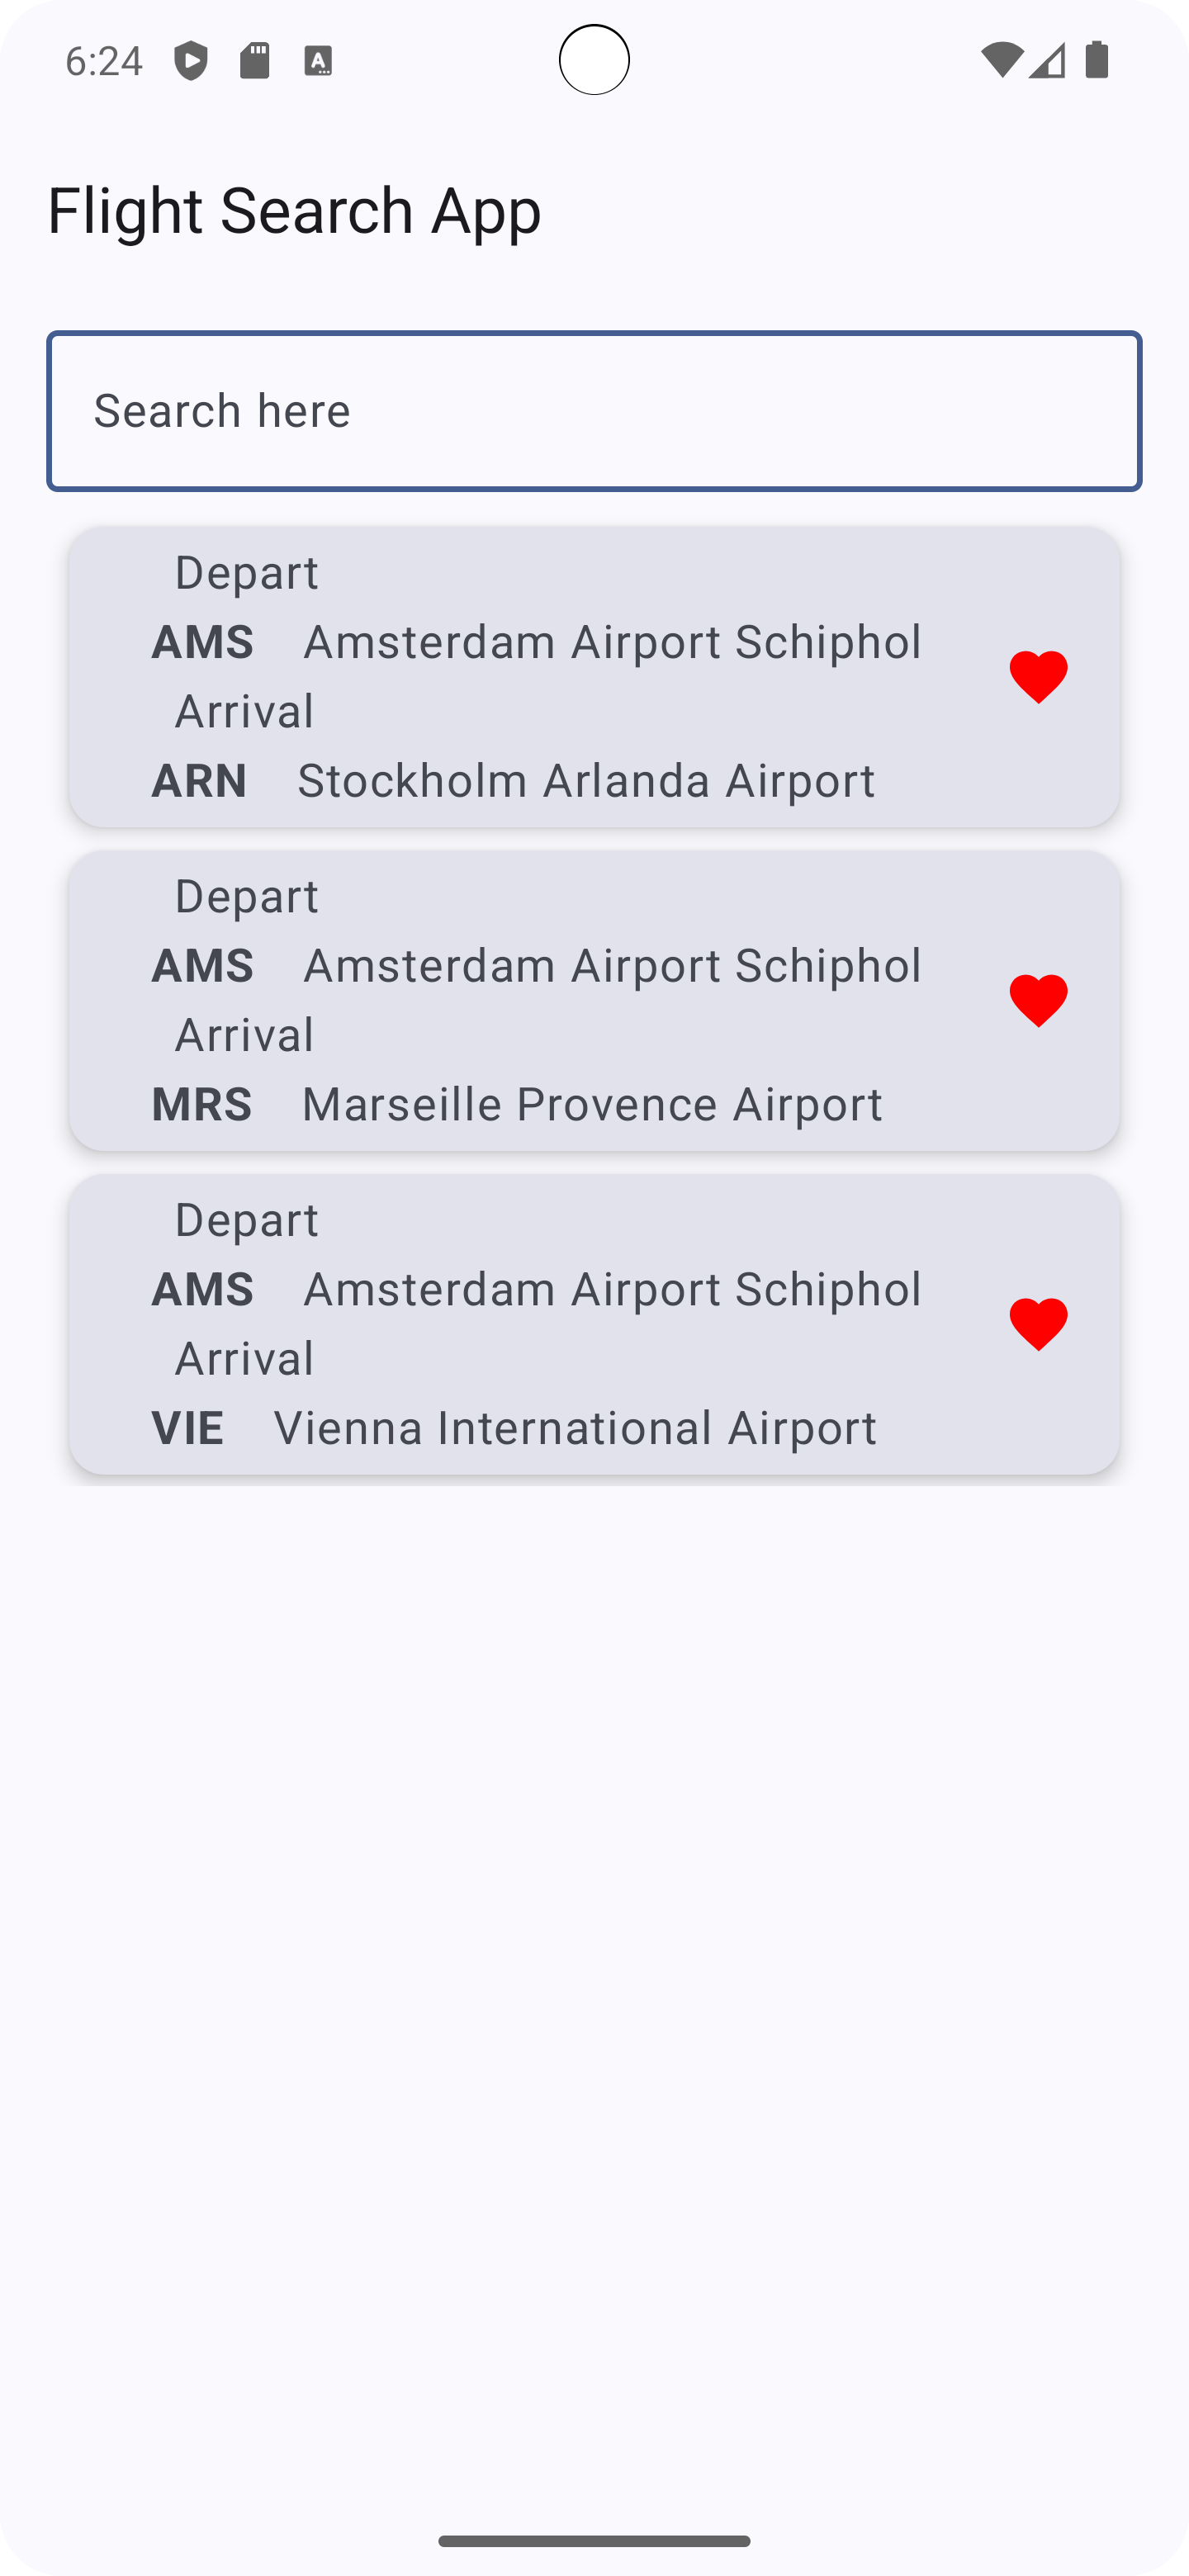 6:24
Flight Search App
Search here
Depart
AMS Amsterdam Airport Schiphol
Arrival
ARN Stockholm Arlanda Airport
Depart
AMS Amsterdam Airport Schiphol
Arrival
MRS Marseille Provence Airport
Depart
AMS Amsterdam Airport Schiphol
Arrival
VIE Vienna International Airport